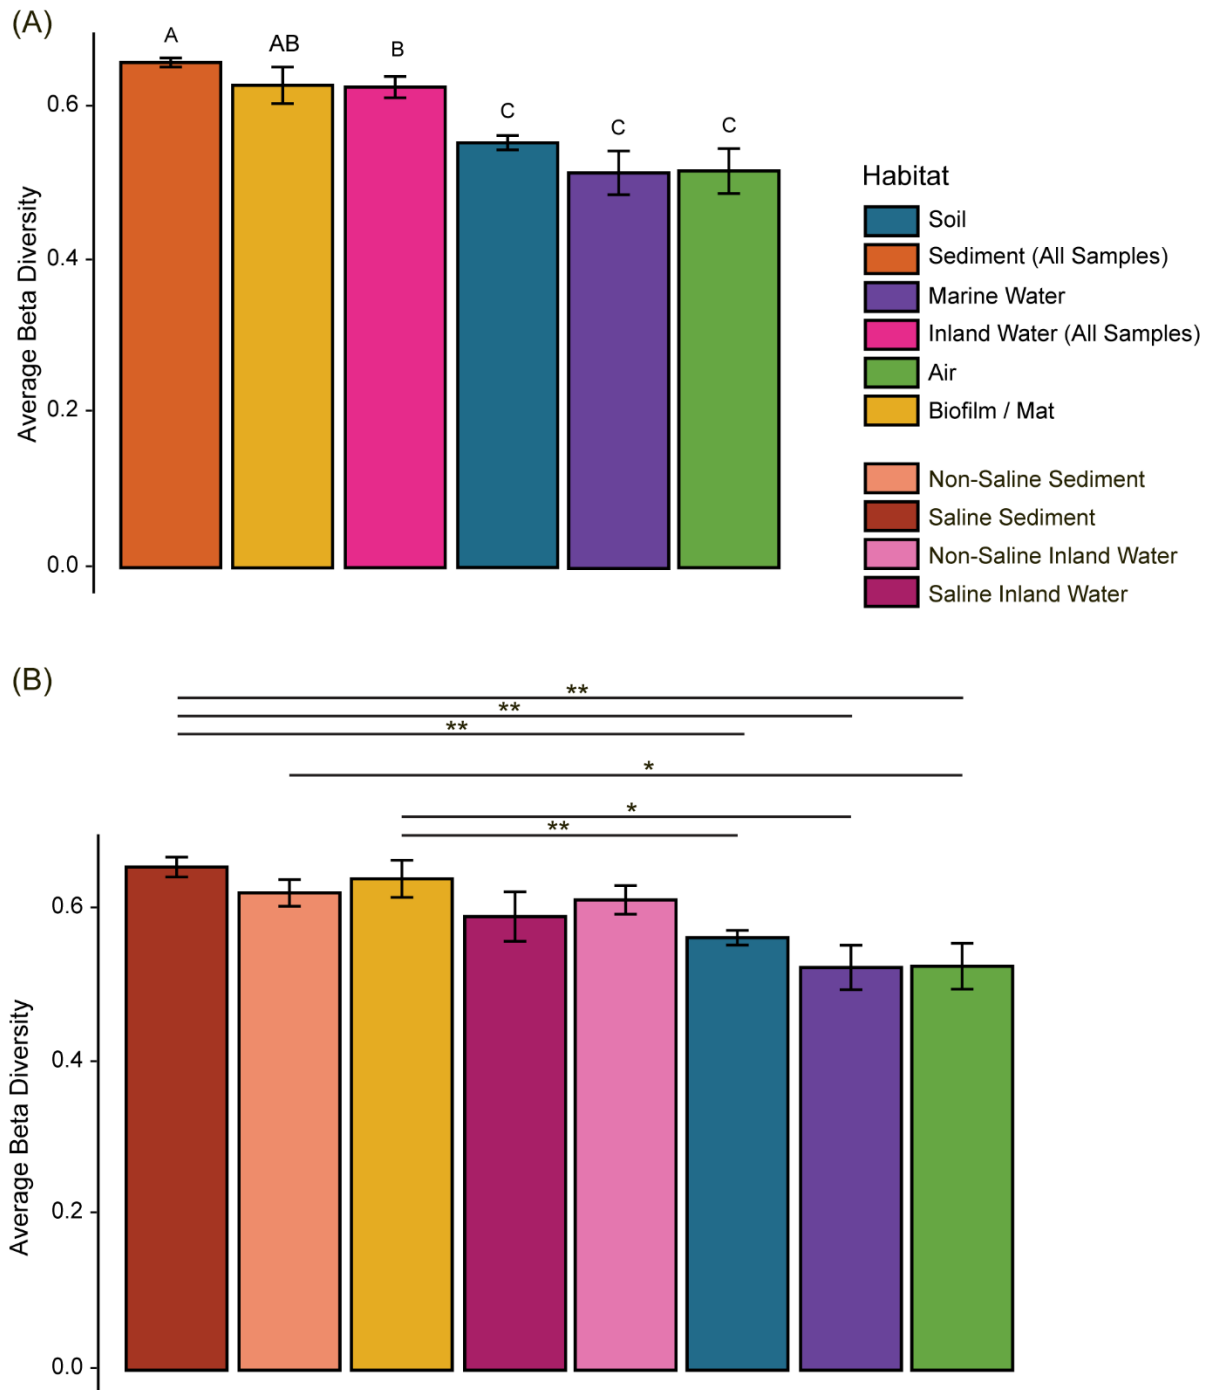 (A)
A
AB
B
C
C
C
0.6
0.4
0.2
0.0
Average Beta Diversity
Habitat
Soil
Sediment (All Samples)
Marine Water
Inland Water (All Samples)
Air
Biofilm / Mat
Non-Saline Sediment
Saline Sediment
Non-Saline Inland Water
Saline Inland Water
(B)
**
**
**
*
*
**
0.6
0.4
0.2
0.0
Average Beta Diversity